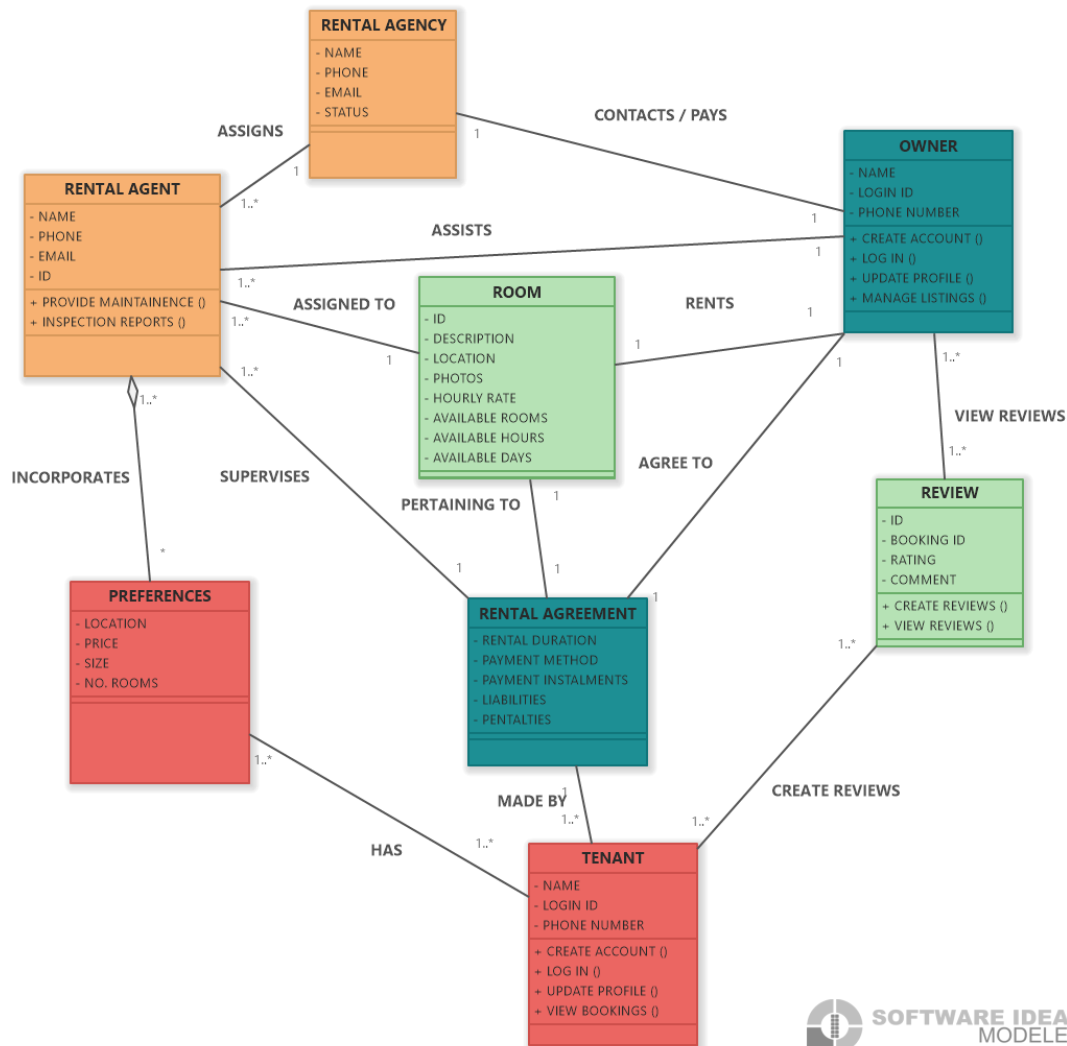 RENTAL AGENCY
- NAME
- PHONE
- EMAIL
- STATUS
ASSIGNS
1
1..*
CONTACTS / PAYS
1
1
RENTAL AGENT
- NAME
- PHONE
- EMAIL
- ID
+ PROVIDE MAINTAINENCE ()
+ INSPECTION REPORTS ()
OWNER
- NAME
- LOGIN ID
- PHONE NUMBER
+ CREATE ACCOUNT ()
+ LOG IN ()
+ UPDATE PROFILE ()
+ MANAGE LISTINGS ()
ASSISTS
1..*
1
ASSIGNED TO
1..*
1
ROOM
- ID
- DESCRIPTION
- LOCATION
- PHOTOS
- HOURLY RATE
- AVAILABLE ROOMS
- AVAILABLE HOURS
- AVAILABLE DAYS
RENTS
1
1
1..*
VIEW REVIEWS
1..*
1..*
INCORPORATES
*
SUPERVISES
1..*
1
PERTAINING TO
1
1
AGREE TO
1
1
REVIEW
- ID
- BOOKING ID
- RATING
- COMMENT
+ CREATE REVIEWS ()
+ VIEW REVIEWS ()
PREFERENCES
- LOCATION
- PRICE
- SIZE
- NO. ROOMS
RENTAL AGREEMENT
- RENTAL DURATION
- PAYMENT METHOD
- PAYMENT INSTALMENTS
- LIABILITIES
- PENTALTIES
1..*
HAS
1..*
MADE BY
1
1..*
1..*
CREATE REVIEWS
1..*
TENANT
- NAME
- LOGIN ID
- PHONE NUMBER
+ CREATE ACCOUNT ()
+ LOG IN ()
+ UPDATE PROFILE ()
+ VIEW BOOKINGS ()
SOFTWARE IDEA
MODELE